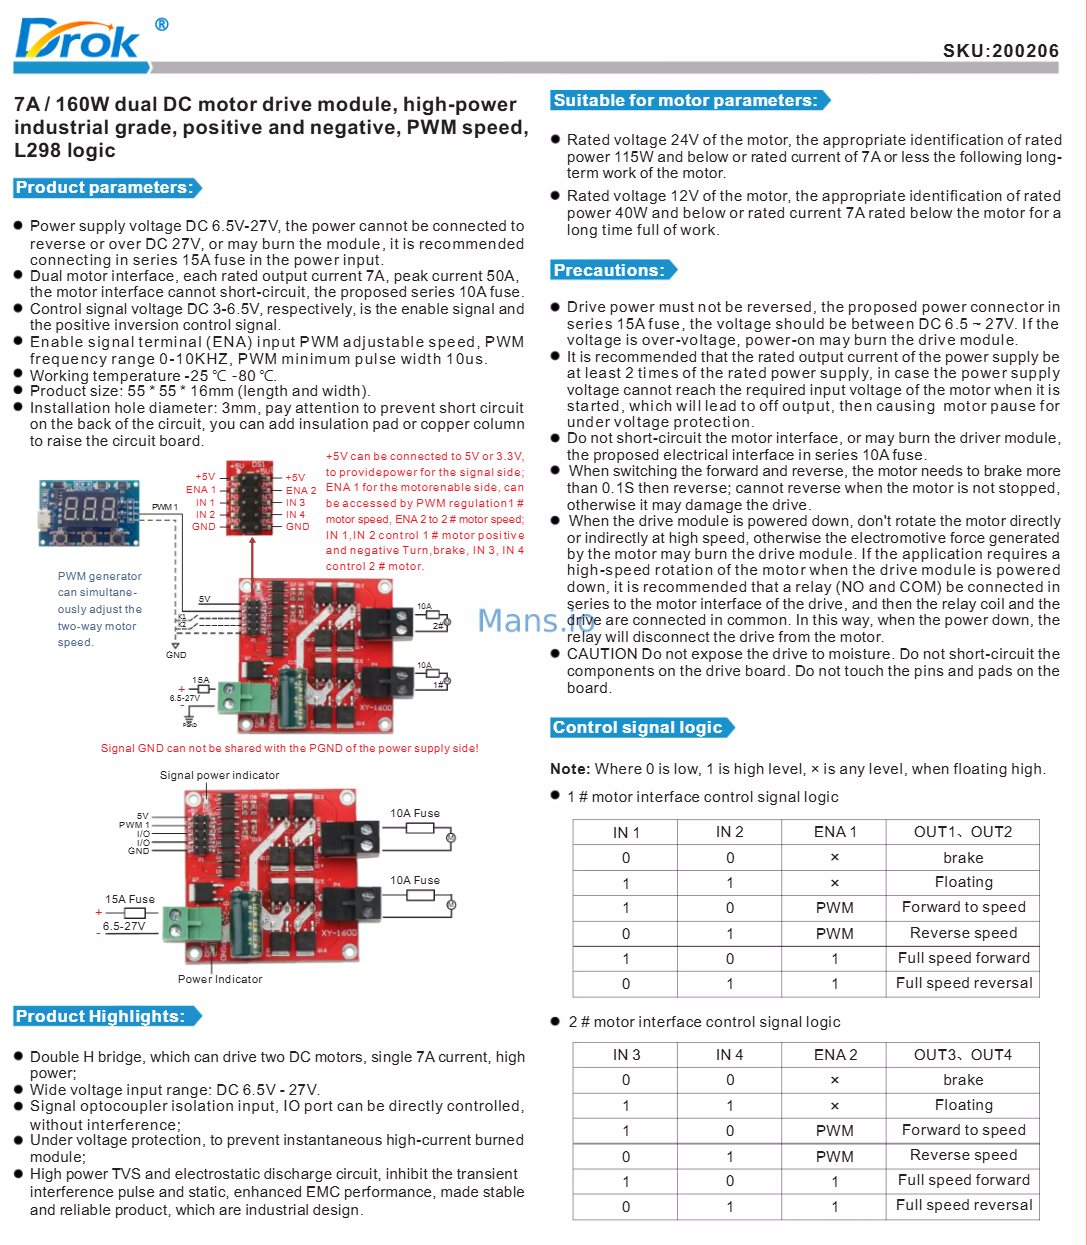 Drok ®
SKU:200206
7A / 160W dual DC motor drive module, high-power
industrial grade, positive and negative, PWM speed,
L298 logic
Product parameters:
● Power supply voltage DC 6.5V-27V, the power cannot be connected to
reverse or over DC 27V, or may burn the module, it is recommended
connecting in series 15A fuse in the power input.
● Dual motor interface, each rated output current 7A, peak current 50A,
the motor interface cannot short-circuit, the proposed series 10A fuse.
● Control signal voltage DC 3-6.5V, respectively, is the enable signal and
the positive inversion control signal.
● Enable signal terminal (ENA) input PWM adjustable speed, PWM
frequency range 0-10KHZ, PWM minimum pulse width 10us.
● Working temperature -25 ℃ -80 ℃.
● Product size: 55 * 55 * 16mm (length and width).
● Installation hole diameter: 3mm, pay attention to prevent short circuit
on the back of the circuit, you can add insulation pad or copper column
to raise the circuit board.
+5V can be connected to 5V or 3.3V,
to providepower for the signal side;
ENA 1 for the motorenable side, can
be accessed by PWM regulation1 #
motor speed, ENA 2 to 2 # motor speed;
IN 1,IN 2 control 1 # motor positive
and negative Turn,brake, IN 3, IN 4
control 2 # motor.
+5V DS1 +5V
+5V +5V
ENA 1 ENA 2
IN 1 IN 3
IN 2 IN 4
GND GND
PWM 1
PWM generator
can simultane-
ously adjust the
two-way motor
speed.
5V
K1
K2
GND
10A
2#
M
10A
1#
M
15A
+
6.5-27V
-
PGND
XY-160D
Signal GND can not be shared with the PGND of the power supply side!
Signal power indicator
5V
PWM 1
I/O
I/O
GND
10A Fuse
M
10A Fuse
M
15A Fuse
+
6.5-27V
-
XY-160D
Power Indicator
Product Highlights:
● Double H bridge, which can drive two DC motors, single 7A current, high
power;
● Wide voltage input range: DC 6.5V - 27V.
● Signal optocoupler isolation input, IO port can be directly controlled,
without interference;
● Under voltage protection, to prevent instantaneous high-current burned
module;
● High power TVS and electrostatic discharge circuit, inhibit the transient
interference pulse and static, enhanced EMC performance, made stable
and reliable product, which are industrial design.
Suitable for motor parameters:
● Rated voltage 24V of the motor, the appropriate identification of rated
power 115W and below or rated current of 7A or less the following long-
term work of the motor.
● Rated voltage 12V of the motor, the appropriate identification of rated
power 40W and below or rated current 7A rated below the motor for a
long time full of work.
Precautions:
● Drive power must not be reversed, the proposed power connector in
series 15A fuse, the voltage should be between DC 6.5 ~ 27V. If the
voltage is over-voltage, power-on may burn the drive module.
● It is recommended that the rated output current of the power supply be
at least 2 times of the rated power supply, in case the power supply
voltage cannot reach the required input voltage of the motor when it is
started, which will lead to off output, then causing motor pause for
under voltage protection.
● Do not short-circuit the motor interface, or may burn the driver module,
the proposed electrical interface in series 10A fuse.
● When switching the forward and reverse, the motor needs to brake more
than 0.1S then reverse; cannot reverse when the motor is not stopped,
otherwise it may damage the drive.
● When the drive module is powered down, don't rotate the motor directly
or indirectly at high speed, otherwise the electromotive force generated
by the motor may burn the drive module. If the application requires a
high-speed rotation of the motor when the drive module is powered
down, it is recommended that a relay (NO and COM) be connected in
series to the motor interface of the drive, and then the relay coil and the
drive are connected in common. In this way, when the power down, the
relay will disconnect the drive from the motor.
● CAUTION Do not expose the drive to moisture. Do not short-circuit the
components on the drive board. Do not touch the pins and pads on the
board.
Mans.io
Control signal logic
Note: Where 0 is low, 1 is high level, × is any level, when floating high.
● 1 # motor interface control signal logic
IN 1 IN 2 ENA 1 OUT1、OUT2
0 0 × brake
1 1 × Floating
1 0 PWM Forward to speed
0 1 PWM Reverse speed
1 0 1 Full speed forward
0 1 1 Full speed reversal
● 2 # motor interface control signal logic
IN 3 IN 4 ENA 2 OUT3、OUT4
0 0 × brake
1 1 × Floating
1 0 PWM Forward to speed
0 1 PWM Reverse speed
1 0 1 Full speed forward
0 1 1 Full speed reversal